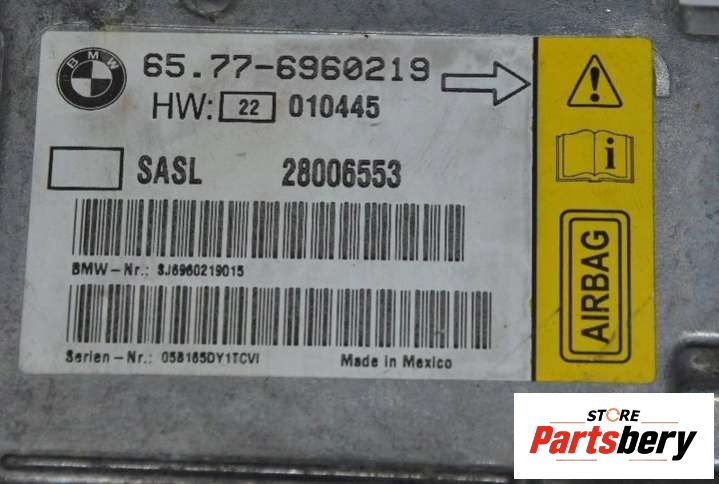 BMW
65.77-6960219
HW: 22 010445
SASL 28006553
BMW-Nr.: SJ6960219015
Serien-Nr.: 058165DY1TCVI
Made in Mexico
i
AIRBAG
STORE
Partsbery